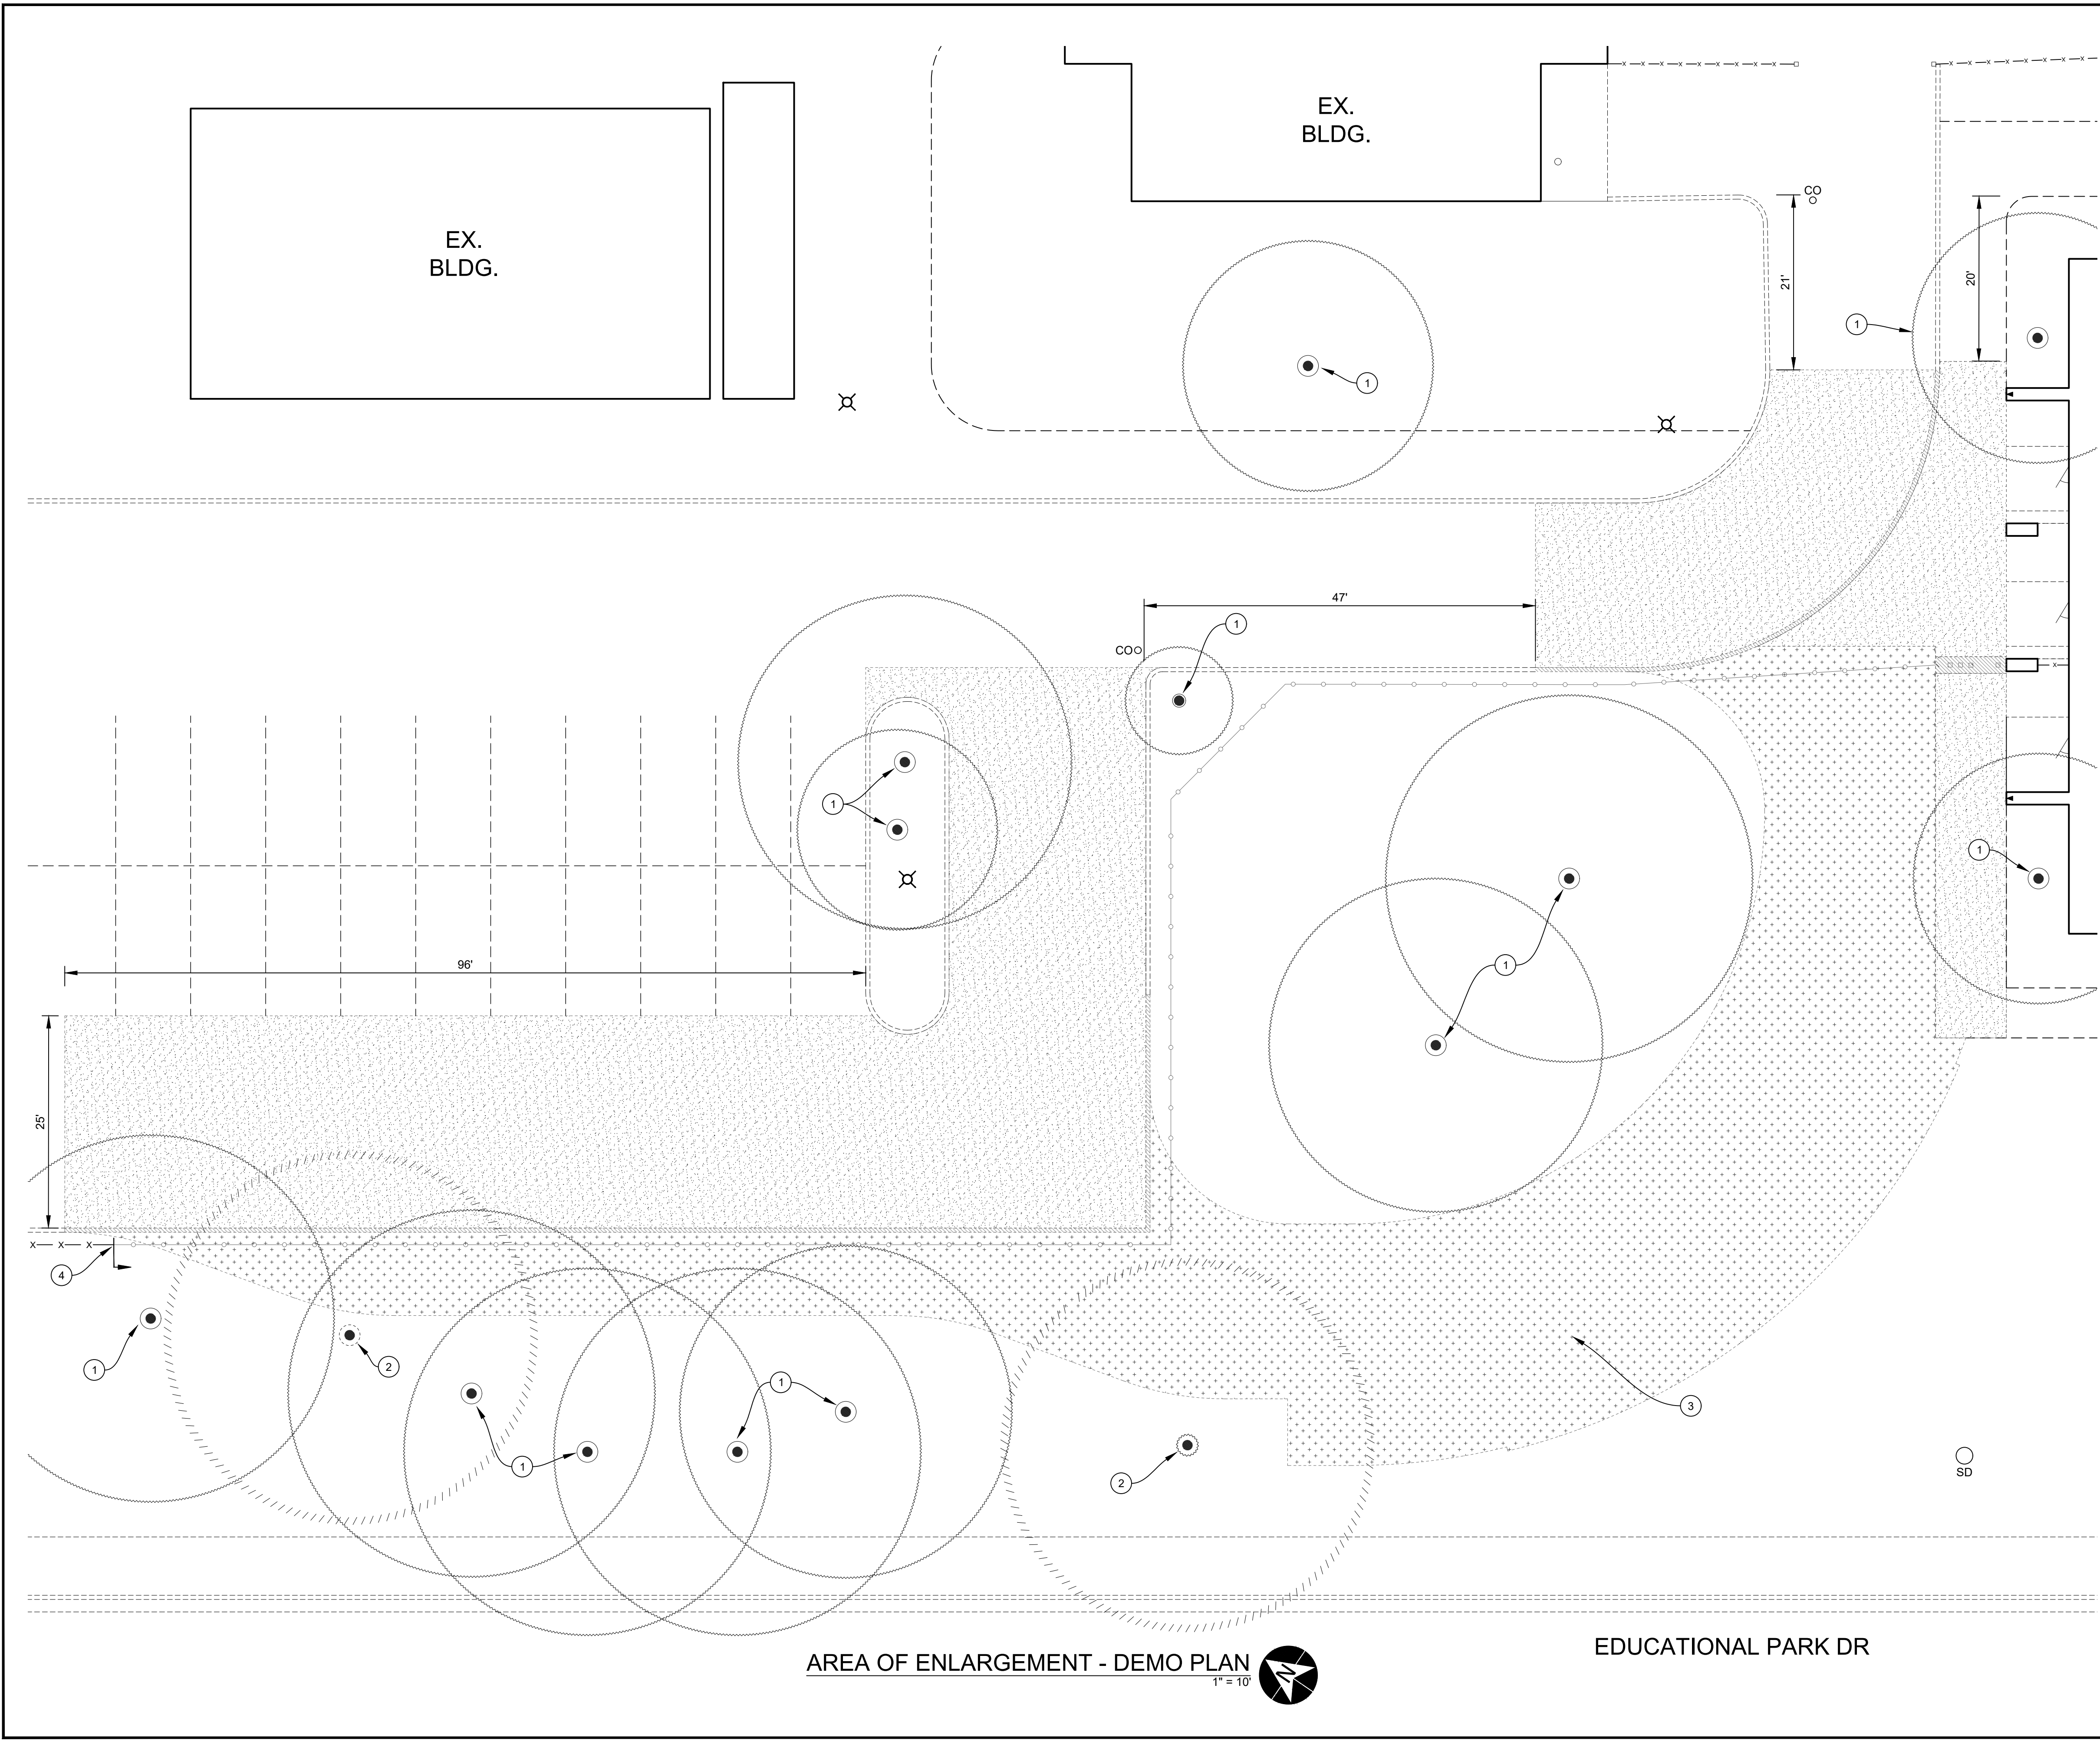 EX.
BLDG.
EX.
BLDG.
x x x x x x x x x
x x x x x x x x
CO
21'
20'
1
1
47'
1
CO
x
1
1
1
96'
25'
x x x
4
1
2
1
1
2
3
SD
EDUCATIONAL PARK DR
AREA OF ENLARGEMENT - DEMO PLAN
1" = 10'
N